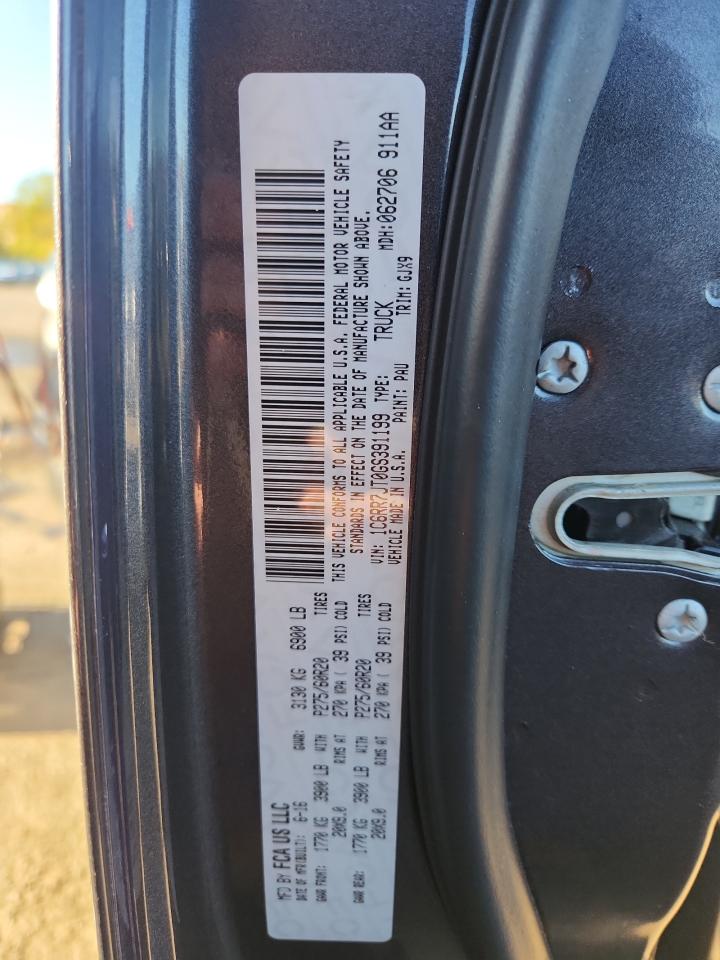 MFD BY FCA US LLC
DATE OF MFR(BUILT): 6-16 GVWR: 3130 KG 6900 LB
GAWR FRONT: 1770 KG 3900 LB WITH P275/60R20 TIRES
20X9.0 RIMS AT 270 KPA ( 39 PSI) COLD
GAWR REAR: 1770 KG 3900 LB WITH P275/60R20 TIRES
20X9.0 RIMS AT 270 KPA ( 39 PSI) COLD
THIS VEHICLE CONFORMS TO ALL APPLICABLE U.S.A. FEDERAL MOTOR VEHICLE SAFETY
STANDARDS IN EFFECT ON THE DATE OF MANUFACTURE SHOWN ABOVE.
VIN: 1C6RR7JT0GS391199 TYPE: TRUCK MDH:062706 911AA
VEHICLE MADE IN U.S.A. PAINT: PAU TRIM: GJX9